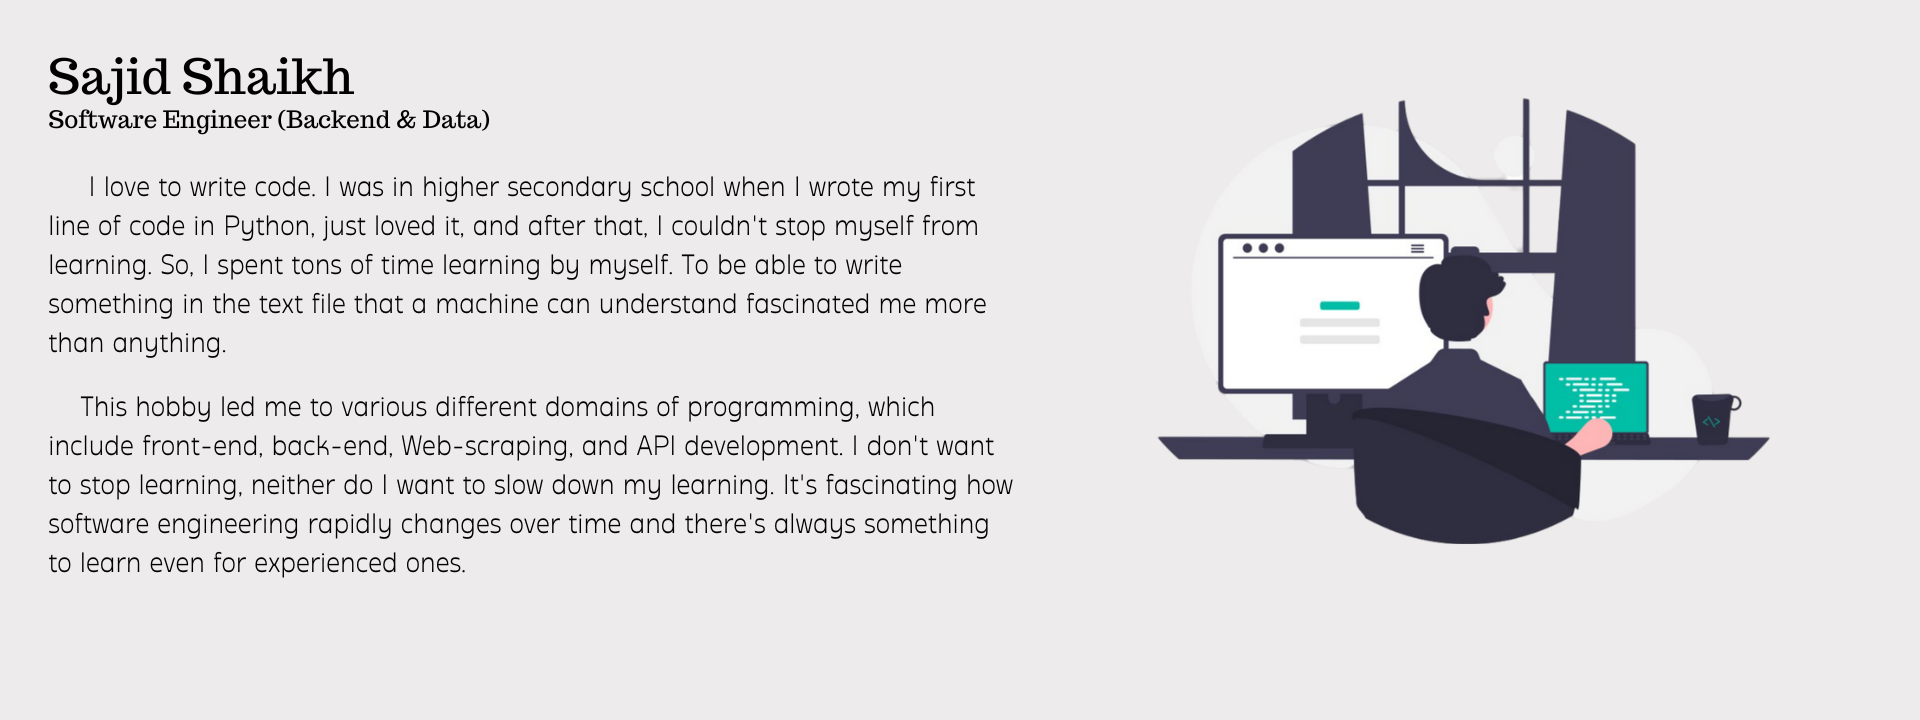 Sajid Shaikh
Software Engineer (Backend & Data)
I love to write code. I was in higher secondary school when I wrote my first
line of code in Python, just loved it, and after that, I couldn't stop myself from
learning. So, I spent tons of time learning by myself. To be able to write
something in the text file that a machine can understand fascinated me more
than anything.
This hobby led me to various different domains of programming, which
include front-end, back-end, Web-scraping, and API development. I don't want
to stop learning, neither do I want to slow down my learning. It's fascinating how
software engineering rapidly changes over time and there's always something
to learn even for experienced ones.
</>